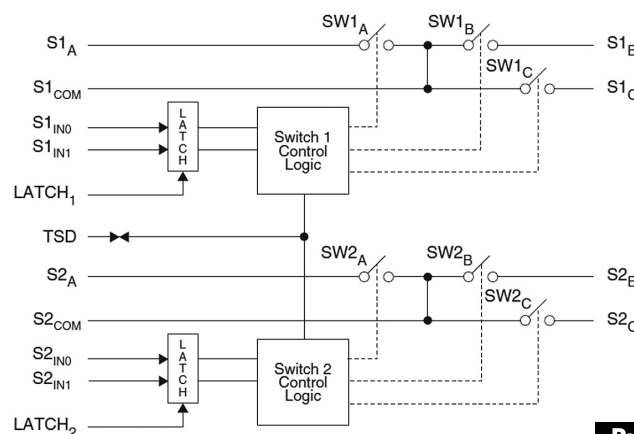 SW1A
SW1B
S1A
S1B
SW1C
S1COM
S1C
S1IN0
S1IN1
LATCH
Switch 1
Control
Logic
LATCH1
TSD
SW2A
SW2B
S2A
S2B
SW2C
S2COM
S2C
S2IN0
S2IN1
LATCH
Switch 2
Control
Logic
LATCH2